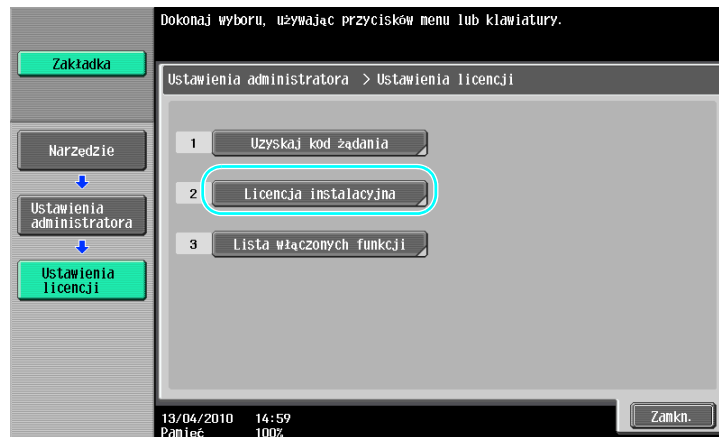 Dokonaj wyboru, używając przycisków menu lub klawiatury.
Zakładka
Ustawienia administratora > Ustawienia licencji
Narzędzie
Ustawienia
administratora
Ustawienia
licencji
1 Uzyskaj kod żądania
2 Licencja instalacyjna
3 Lista włączonych funkcji
13/04/2010 14:59
Pamięć 100%
Zamkn.